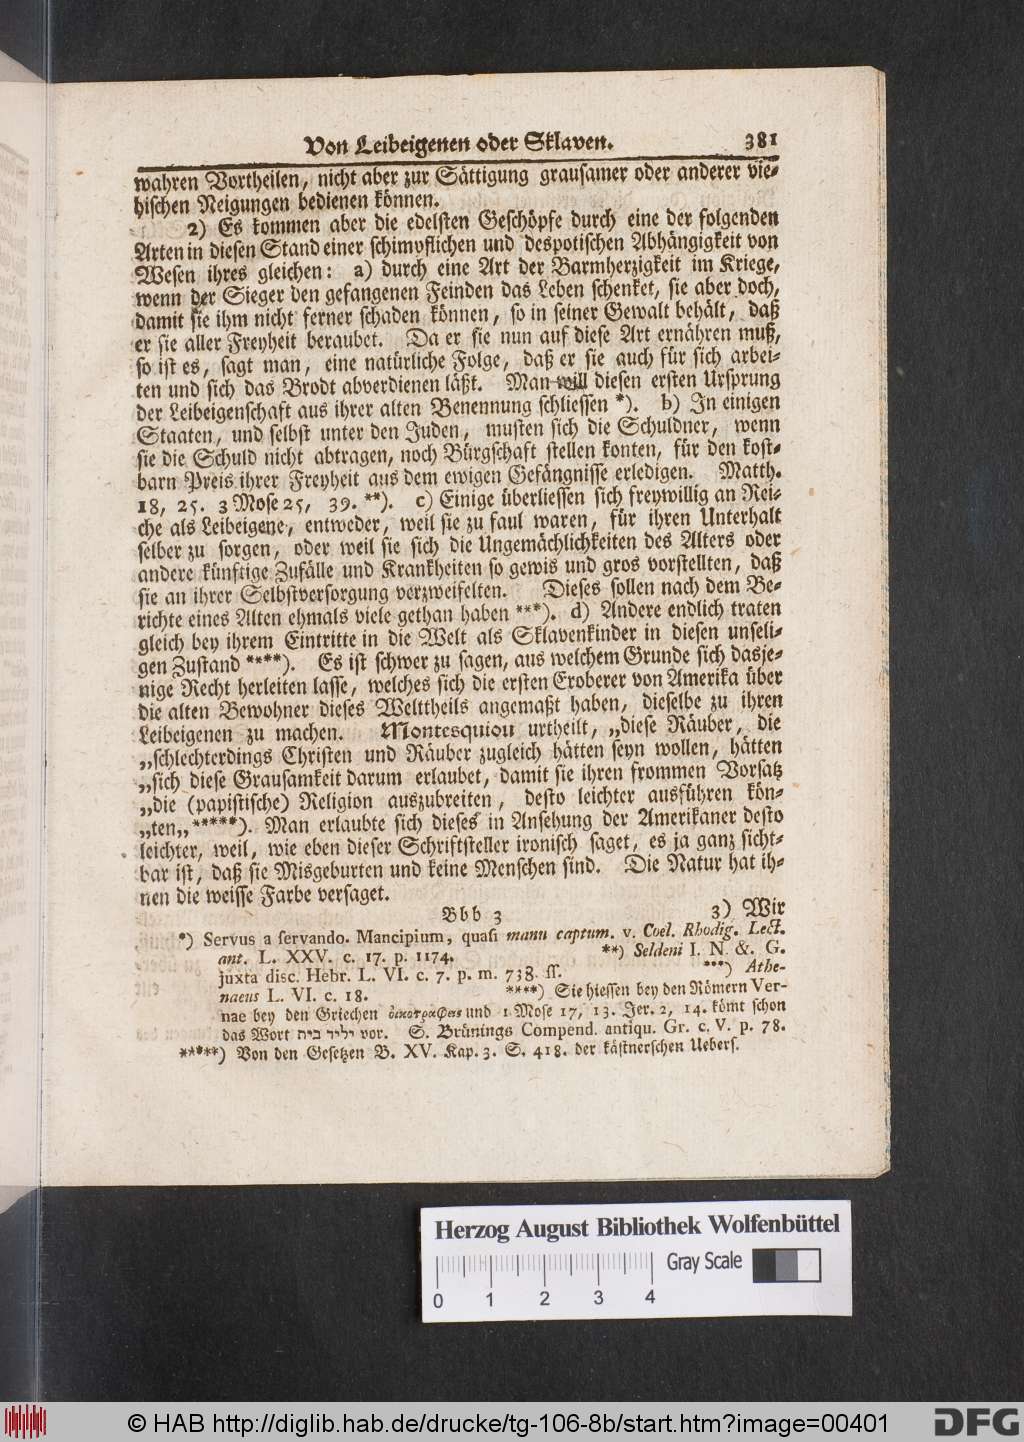 Von Leibeigenen oder Sklaven. 381
wahren Vortheilen, nicht aber zur Sättigung grausamer oder anderer vie-
hischen Neigungen bedienen können.
2) Es kommen aber die edelsten Geschöpfe durch eine der folgenden
Arten in diesen Stand einer schimpflichen und despotischen Abhängigkeit von
Wesen ihres gleichen: a) durch eine Art der Barmherzigkeit im Kriege,
wenn der Sieger den gefangenen Feinden das Leben schenket, sie aber doch,
damit sie ihm nicht ferner schaden können, so in seiner Gewalt behält, daß
er sie aller Freyheit beraubet. Da er sie nun auf diese Art ernähren muß,
so ist es, sagt man, eine natürliche Folge, daß er sie auch für sich arbei-
ten und sich das Brodt abverdienen läßt. Man will diesen ersten Ursprung
der Leibeigenschaft aus ihrer alten Benennung schliessen *). b) In einigen
Staaten, und selbst unter den Juden, musten sich die Schuldner, wenn
sie die Schuld nicht abtragen, noch Bürgschaft stellen konten, für den kost-
barn Preis ihrer Freyheit aus dem ewigen Gefängnisse erledigen. Matth.
18, 25. 3 Mose 25, 39. **). c) Einige überliessen sich freywillig an Rei-
che als Leibeigene, entweder, weil sie zu faul waren, für ihren Unterhalt
selber zu sorgen, oder weil sie sich die Ungemächlichkeiten des Alters oder
andere künftige Zufälle und Krankheiten so gewis und gros vorstellten, daß
sie an ihrer Selbstversorgung verzweifelten. Dieses sollen nach dem Be-
richte eines Alten ehmals viele gethan haben ***). d) Andere endlich traten
gleich bey ihrem Eintritte in die Welt als Sklavenkinder in diesen unseli-
gen Zustand ****). Es ist schwer zu sagen, aus welchem Grunde sich dasje-
nige Recht herleiten lasse, welches sich die ersten Eroberer von Amerika über
die alten Bewohner dieses Welttheils angemaßt haben, dieselbe zu ihren
Leibeigenen zu machen. Montesquiou urtheilt, „diese Räuber, die
„schlechterdings Christen und Räuber zugleich hätten seyn wollen, hätten
„sich diese Grausamkeit darum erlaubet, damit sie ihren frommen Vorsatz
„die (papistische) Religion auszubreiten, desto leichter ausführen kön-
„ten„ *****). Man erlaubte sich dieses in Ansehung der Amerikaner desto
leichter, weil, wie eben dieser Schriftsteller ironisch saget, es ja ganz sicht-
bar ist, daß sie Misgeburten und keine Menschen sind. Die Natur hat ih-
nen die weisse Farbe versaget.
Bbb 3 3) Wir
*) Servus a servando. Mancipium, quasi manu captum. v. Coel. Rhodig. Lect.
ant. L. XXV. c. 17. p. 1174. **) Seldeni I. N. &. G.
juxta disc. Hebr. L. VI. c. 7. p. m. 738. ss. ***) Athe-
naeus L. VI. c. 18. ****) Sie hiessen bey den Römern Ver-
nae bey den Griechen οἰκοτραφεις und 1 Mose 17, 13. Jer. 2, 14. kömt schon
das Wort יליד בית vor. S. Brünings Compend. antiqu. Gr. c. V. p. 78.
*****) Von den Gesetzen B. XV. Kap. 3. S. 418. der kästnerschen Uebers.
Herzog August Bibliothek Wolfenbüttel
Gray Scale
0 1 2 3 4
© HAB http://diglib.hab.de/drucke/tg-106-8b/start.htm?image=00401
DFG